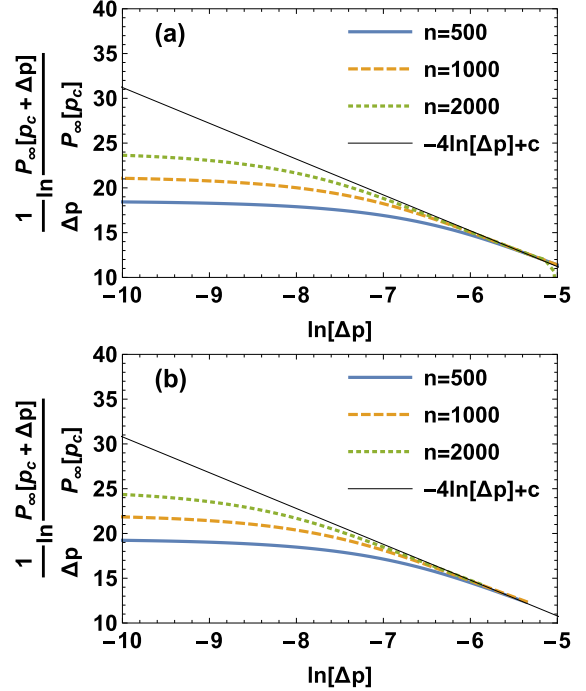 (a)
n=500
n=1000
n=2000
−4ln[Δp]+c
1/Δp ln P∞[pc + Δp]/P∞[pc]
40
35
30
25
20
15
10
−10 −9 −8 −7 −6 −5
ln[Δp]
(b)
n=500
n=1000
n=2000
−4ln[Δp]+c
1/Δp ln P∞[pc + Δp]/P∞[pc]
40
35
30
25
20
15
10
−10 −9 −8 −7 −6 −5
ln[Δp]